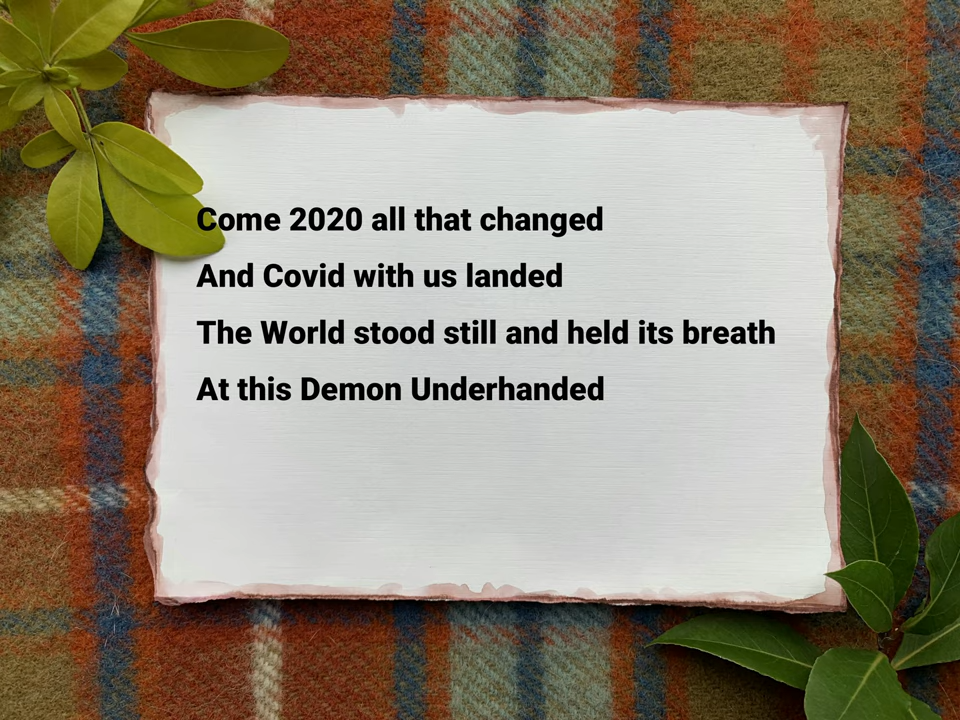 Come 2020 all that changed
And Covid with us landed
The World stood still and held its breath
At this Demon Underhanded